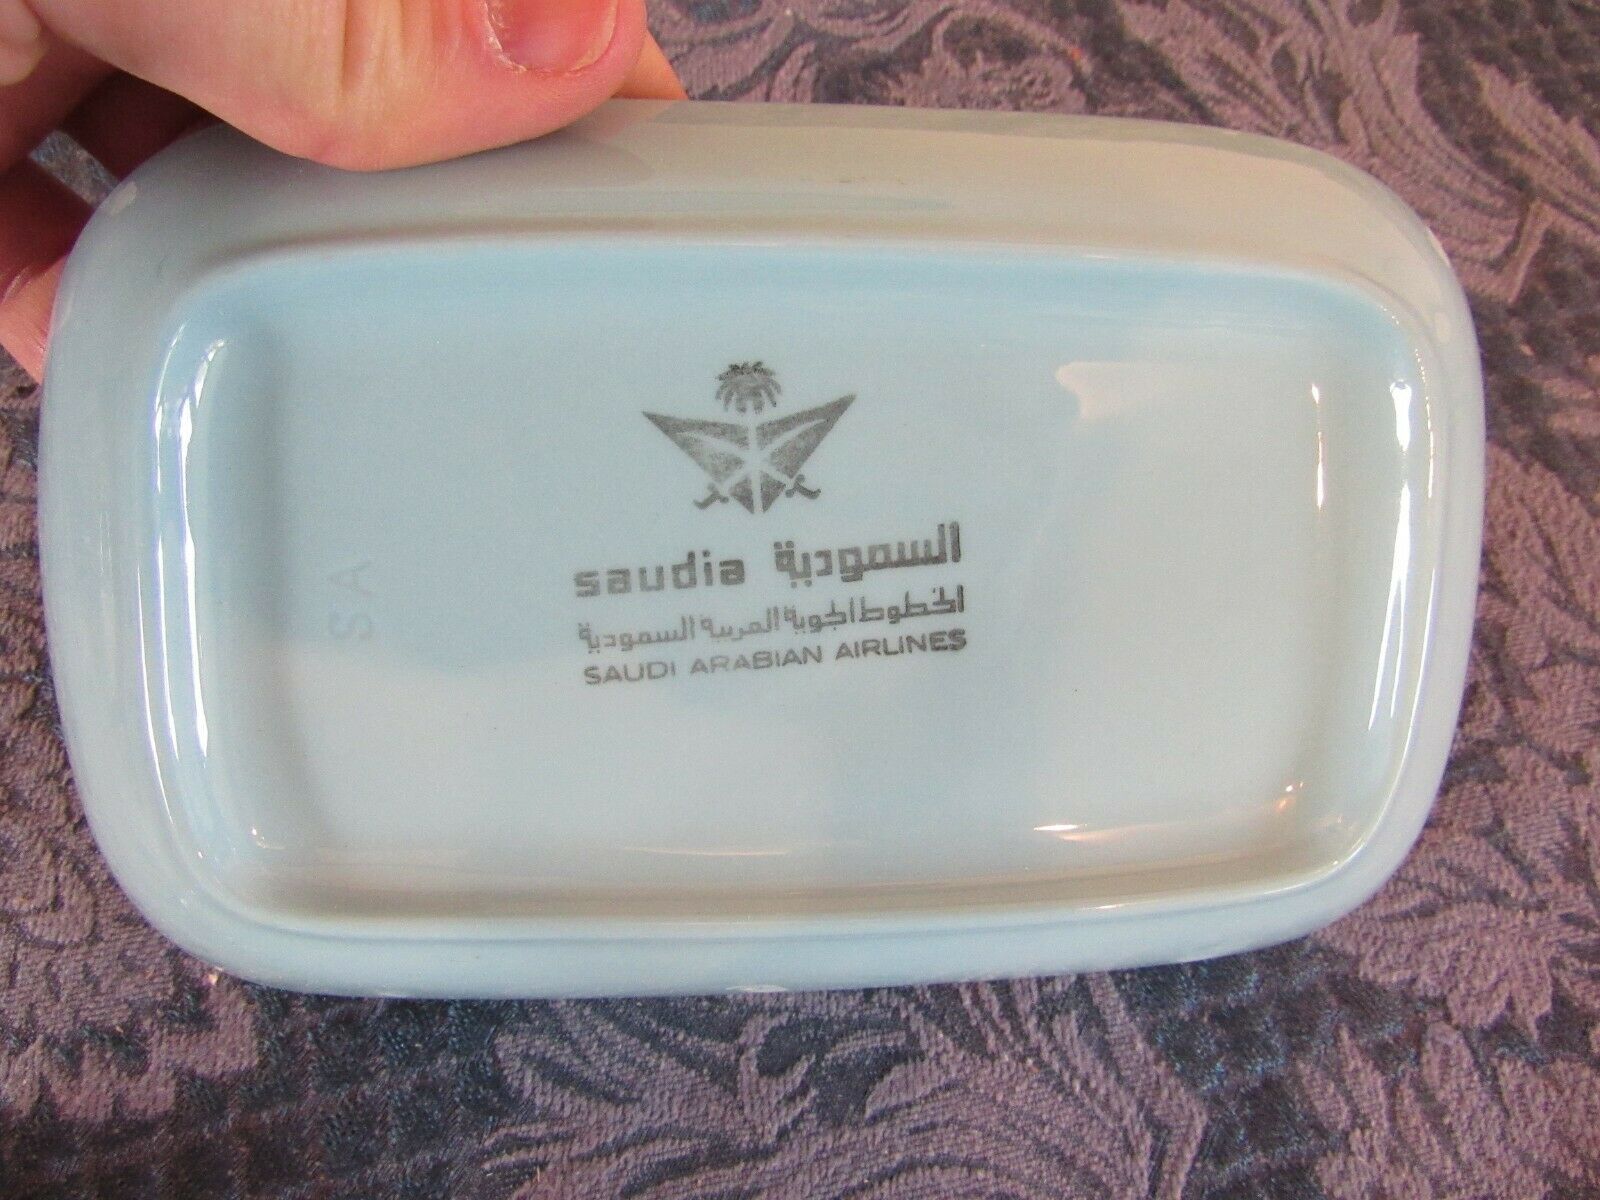 saudia السعودية
الخطوط الجوية العربية السعودية
SAUDI ARABIAN AIRLINES
SA